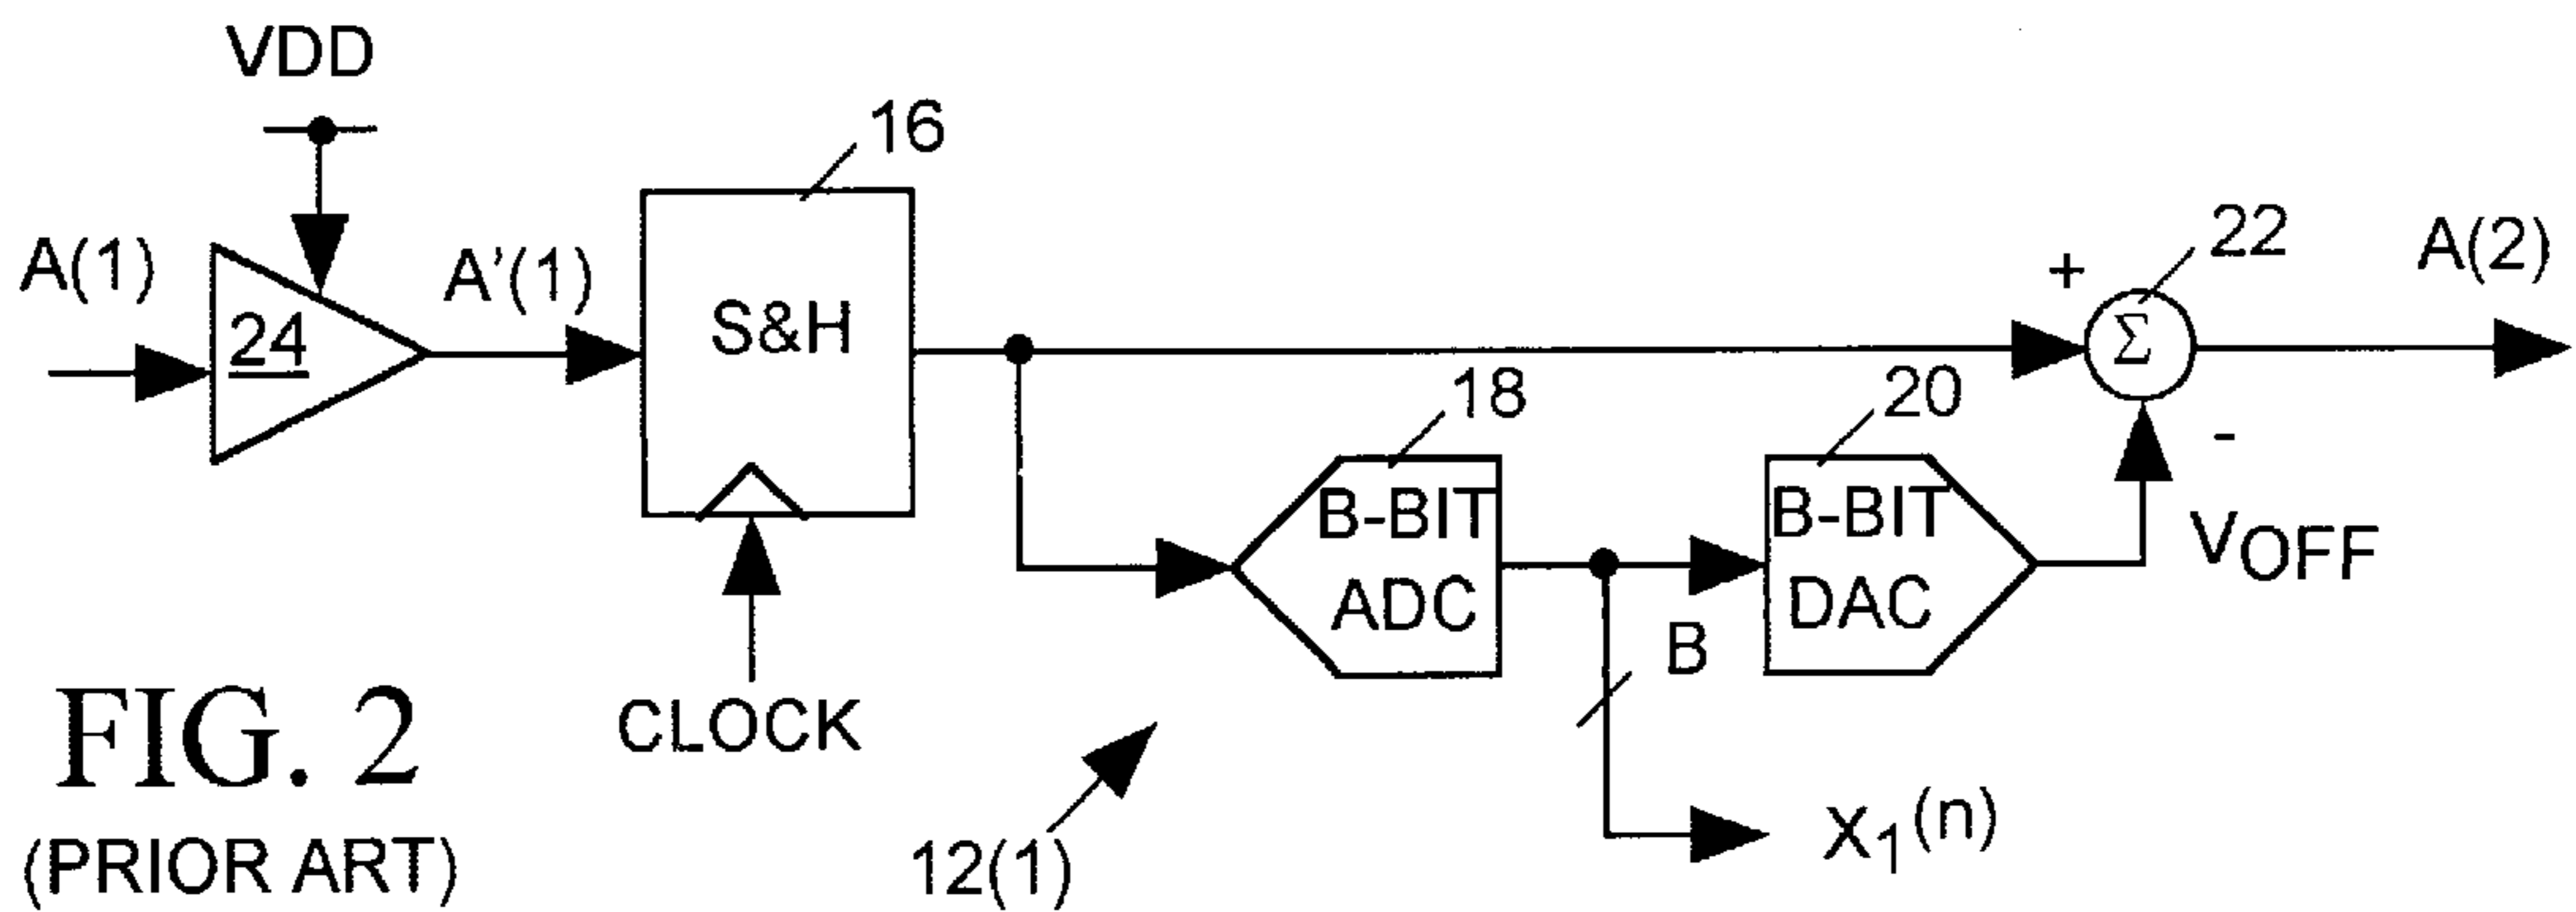 VDD
16
A(1)
24
A'(1)
S&H
+
22
Σ
A(2)
18
20
-
B-BIT
ADC
B-BIT
DAC
B
VOFF
CLOCK
FIG. 2
(PRIOR ART)
12(1)
X1(n)